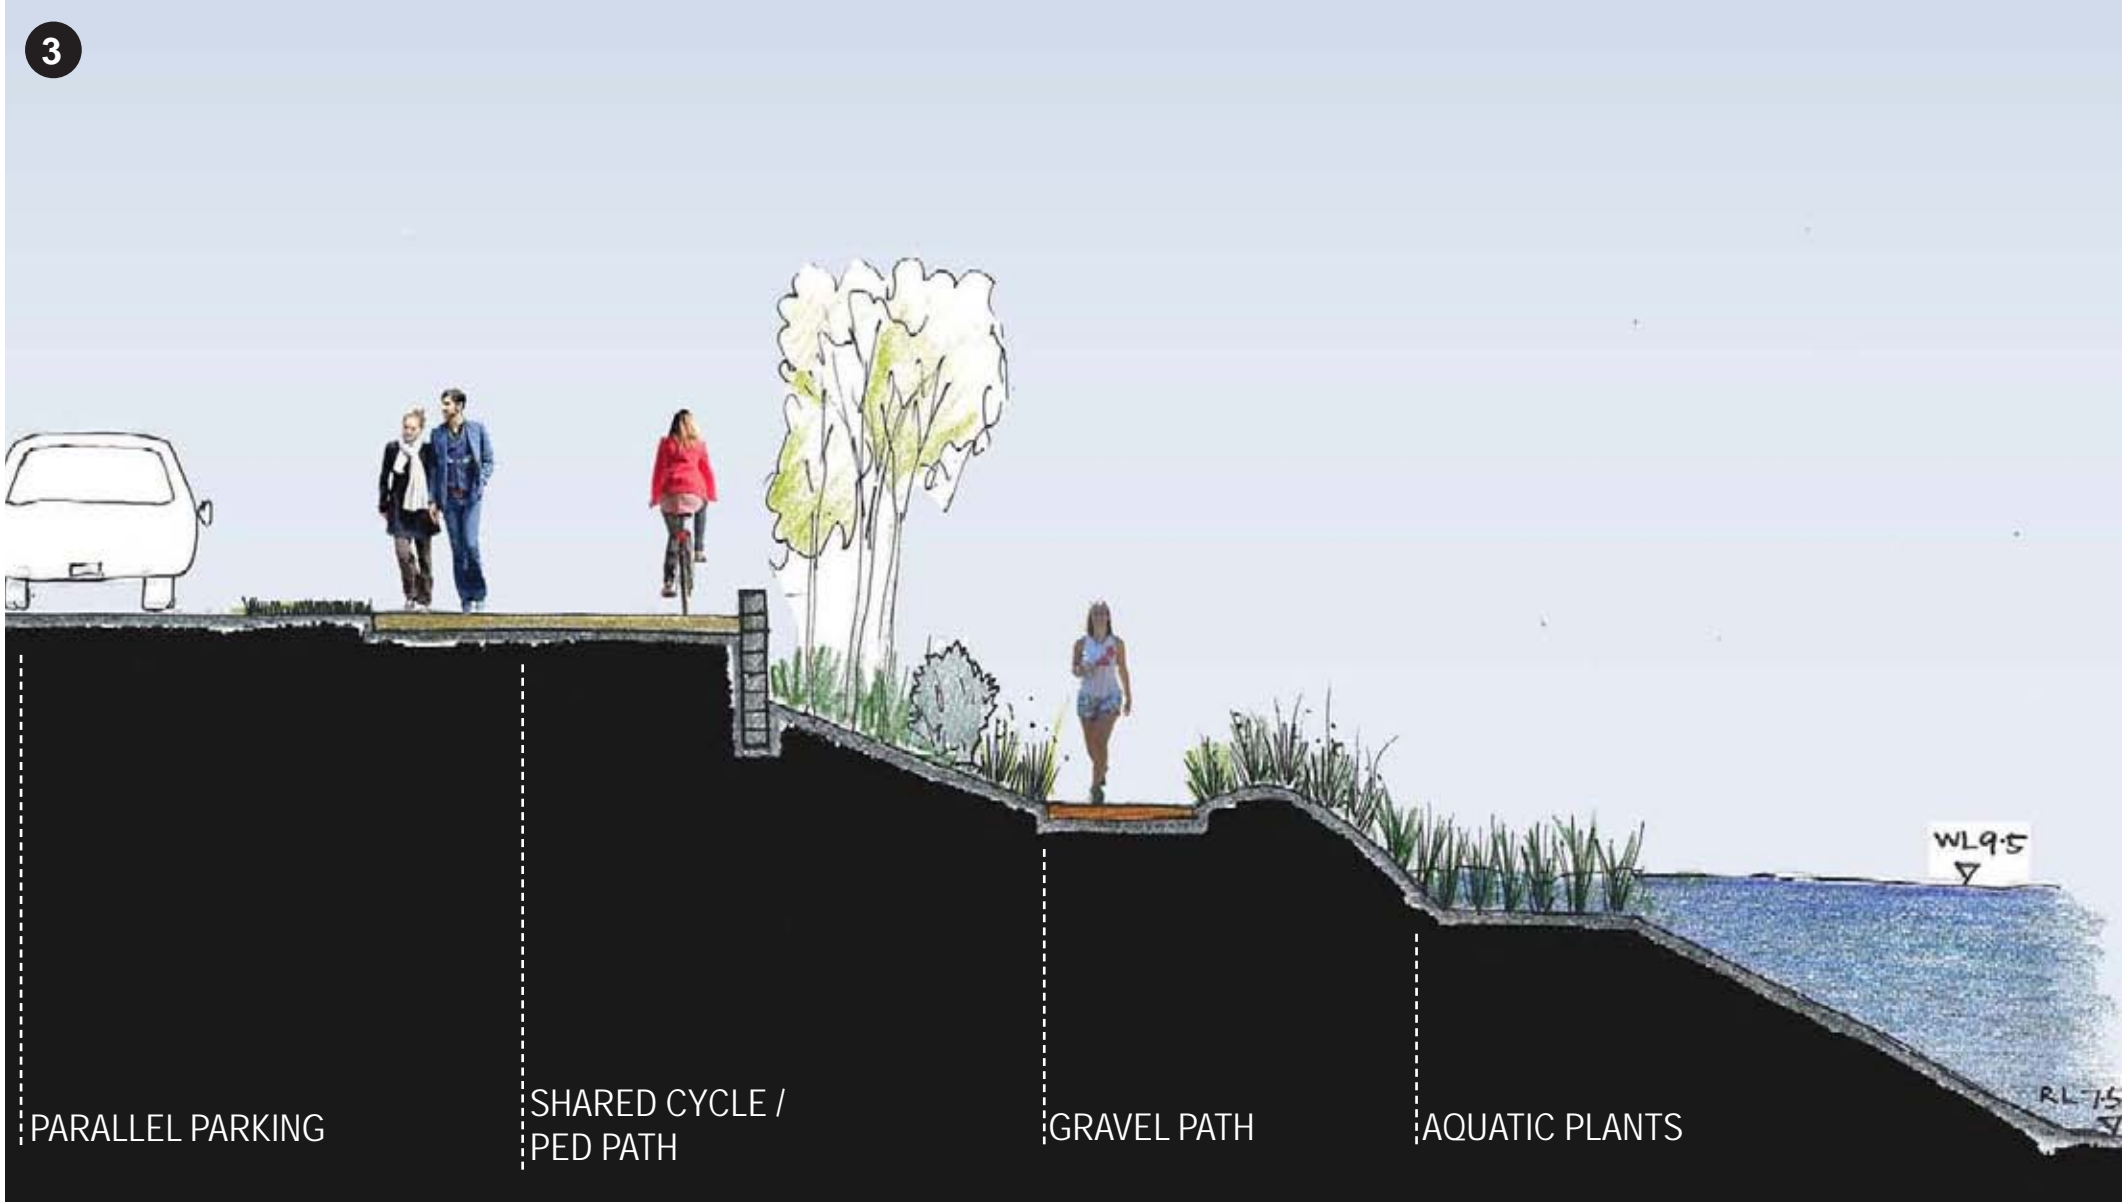 3
WL9.5
RL 7.5
PARALLEL PARKING
SHARED CYCLE /
PED PATH
GRAVEL PATH
AQUATIC PLANTS